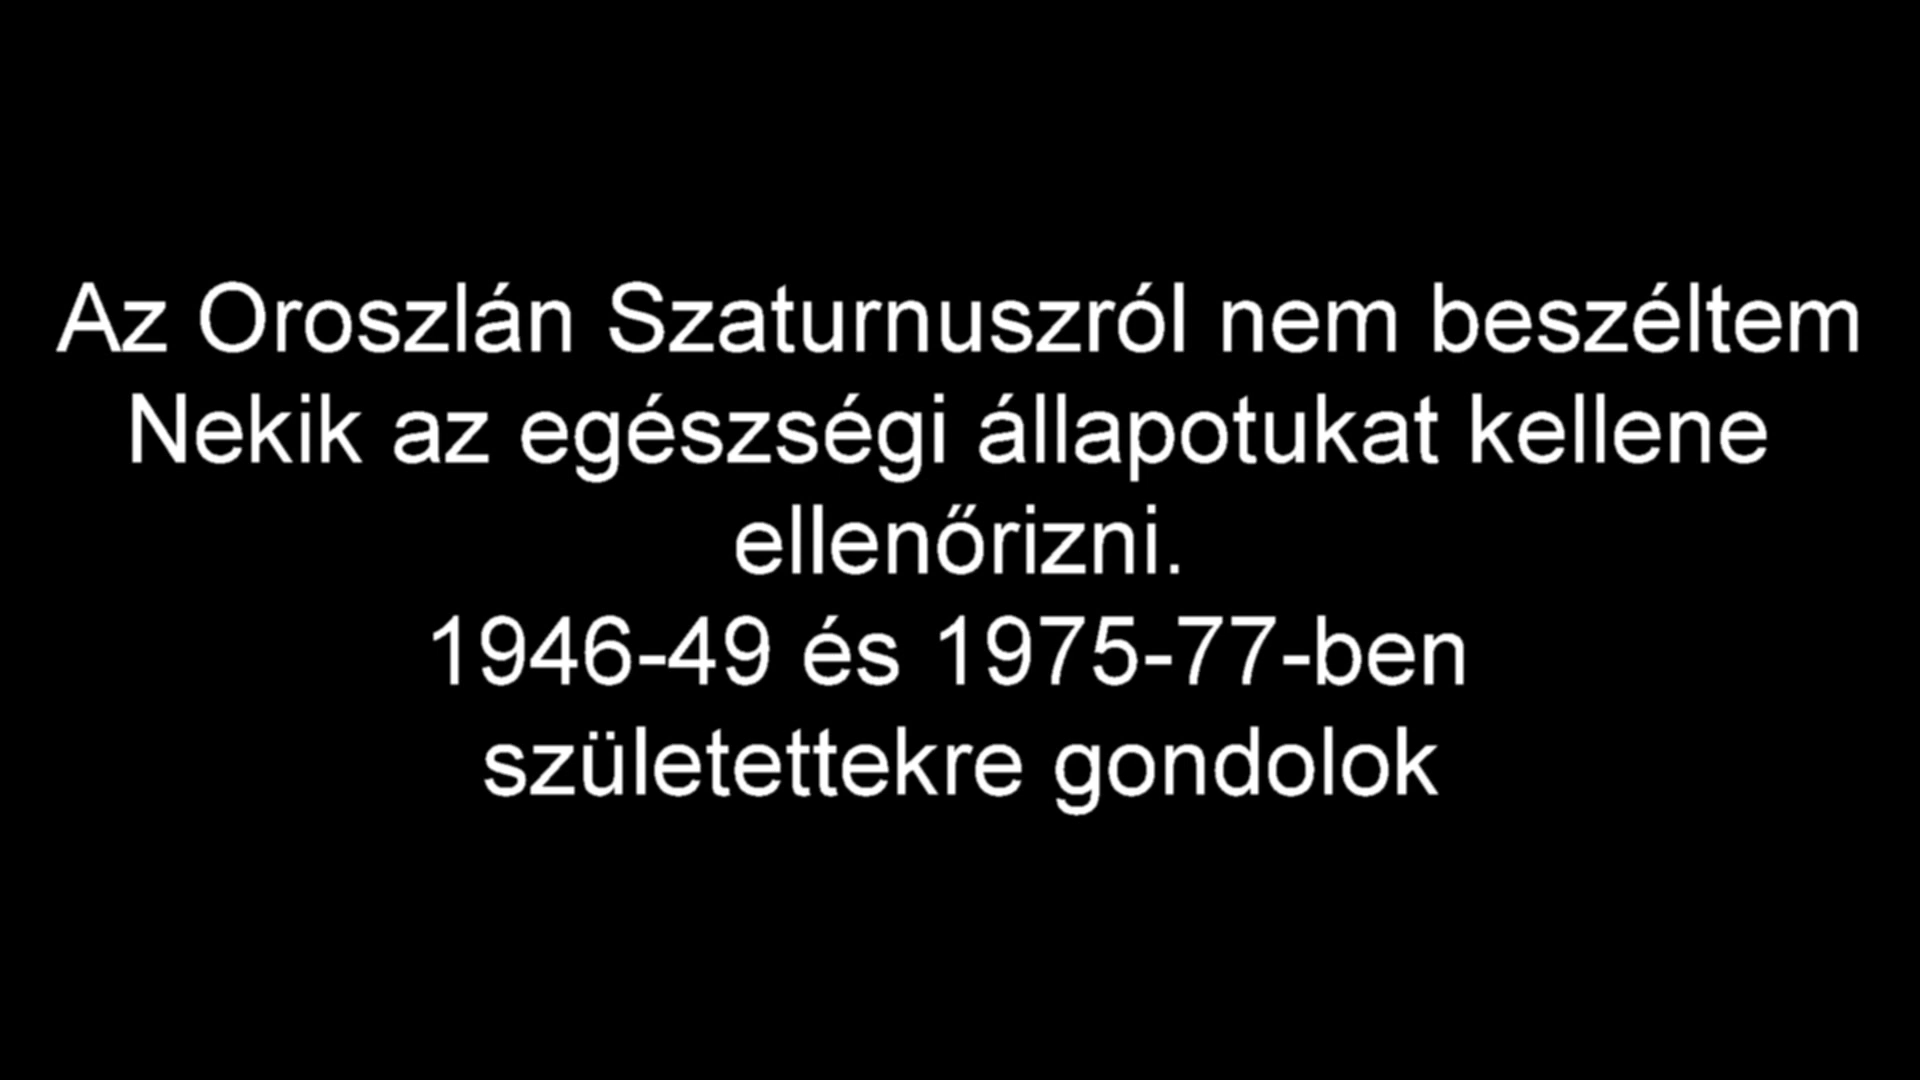 Az Oroszlán Szaturnuszról nem beszéltem
Nekik az egészségi állapotukat kellene
ellenőrizni.
1946-49 és 1975-77-ben
születettekre gondolok